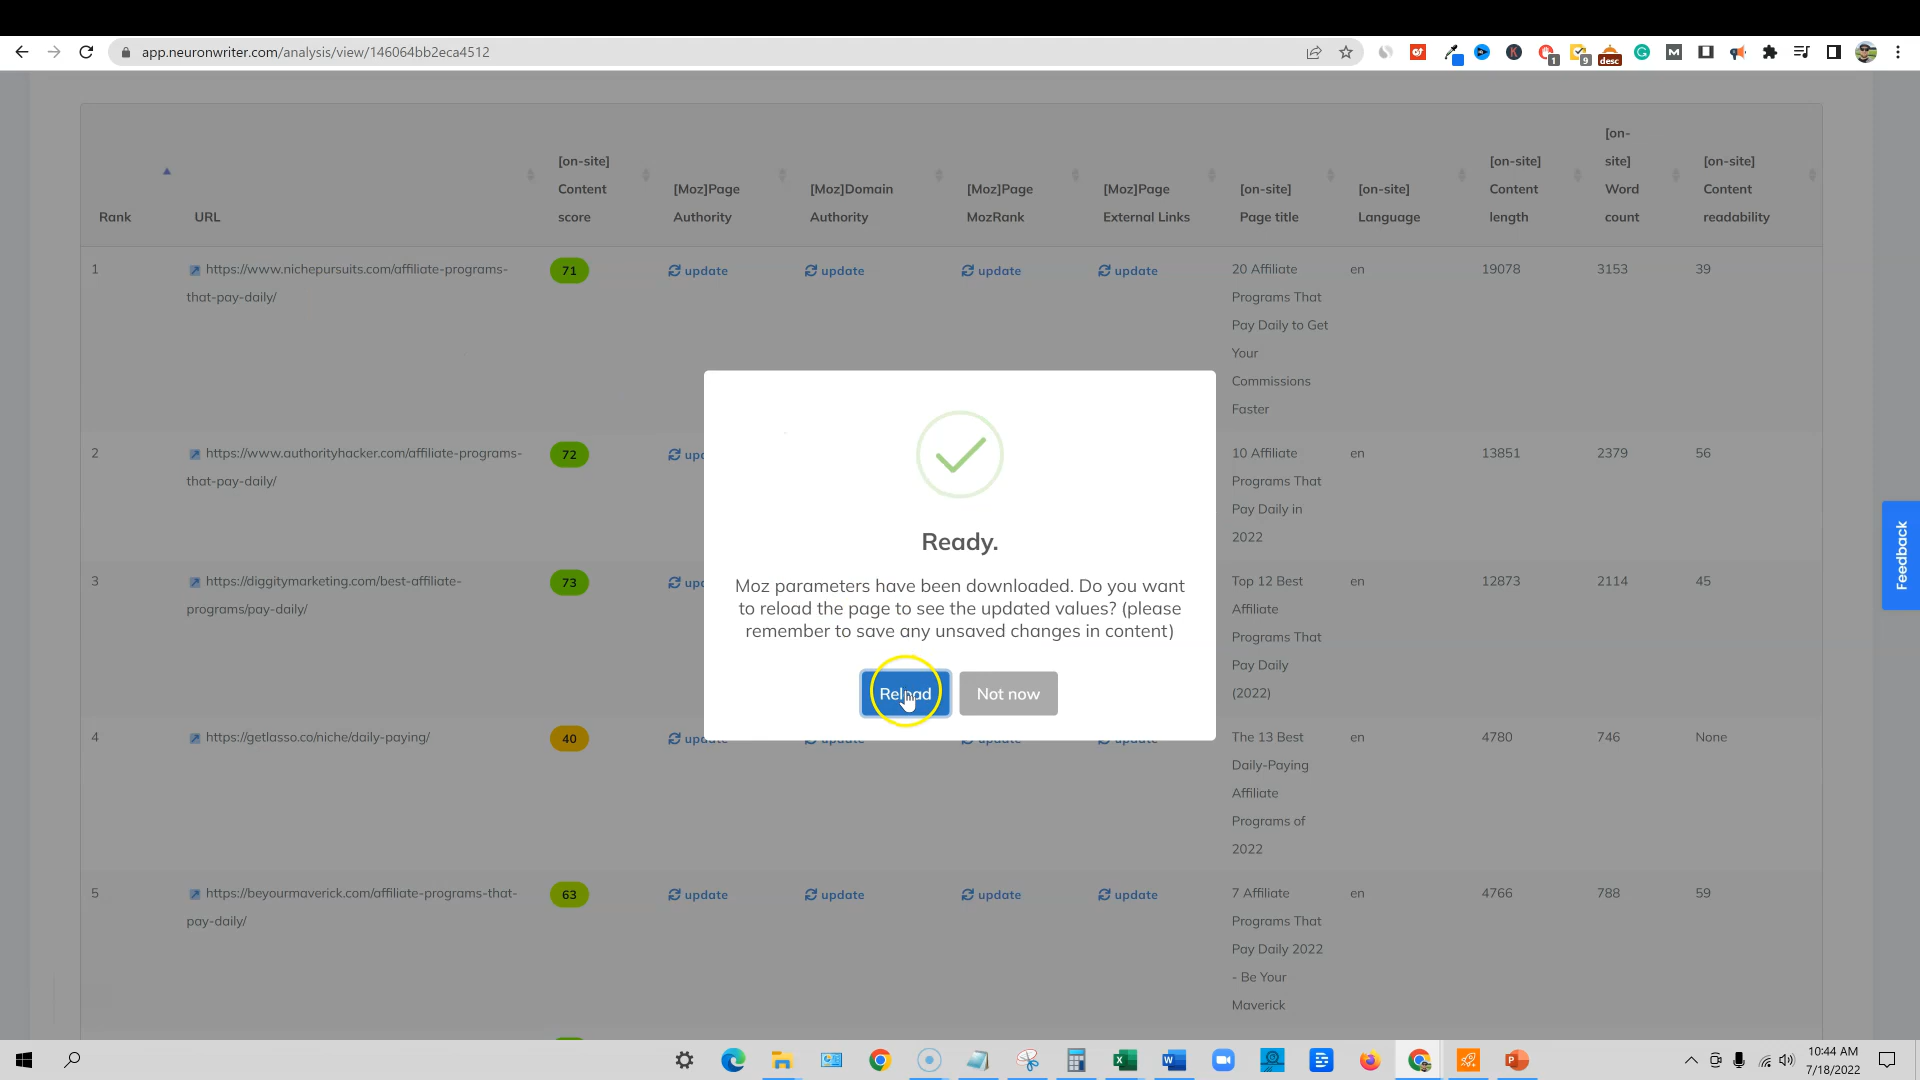 app.neuronwriter.com/analysis/view/146064bb2eca4512
1
9
desc
Rank
URL
[on-site]
Content
score
[Moz]Page
Authority
[Moz]Domain
Authority
[Moz]Page
MozRank
[Moz]Page
External Links
[on-site]
Page title
[on-site]
Language
[on-site]
Content
length
[on-
site]
Word
count
[on-site]
Content
readability
1
https://www.nichepursuits.com/affiliate-programs-
that-pay-daily/
71
update
update
update
update
20 Affiliate
Programs That
Pay Daily to Get
Your
Commissions
Faster
en
19078
3153
39
2
https://www.authorityhacker.com/affiliate-programs-
that-pay-daily/
72
10 Affiliate
Programs That
Pay Daily in
2022
en
13851
2379
56
3
https://diggitymarketing.com/best-affiliate-
programs/pay-daily/
73
Top 12 Best
Affiliate
Programs That
Pay Daily
(2022)
en
12873
2114
45
4
https://getlasso.co/niche/daily-paying/
40
update
update
update
update
The 13 Best
Daily-Paying
Affiliate
Programs of
2022
en
4780
746
None
5
https://beyourmaverick.com/affiliate-programs-that-
pay-daily/
63
update
update
update
update
7 Affiliate
Programs That
Pay Daily 2022
- Be Your
Maverick
en
4766
788
59
Ready.
Moz parameters have been downloaded. Do you want
to reload the page to see the updated values? (please
remember to save any unsaved changes in content)
Reload
Not now
Feedback
10:44 AM
7/18/2022